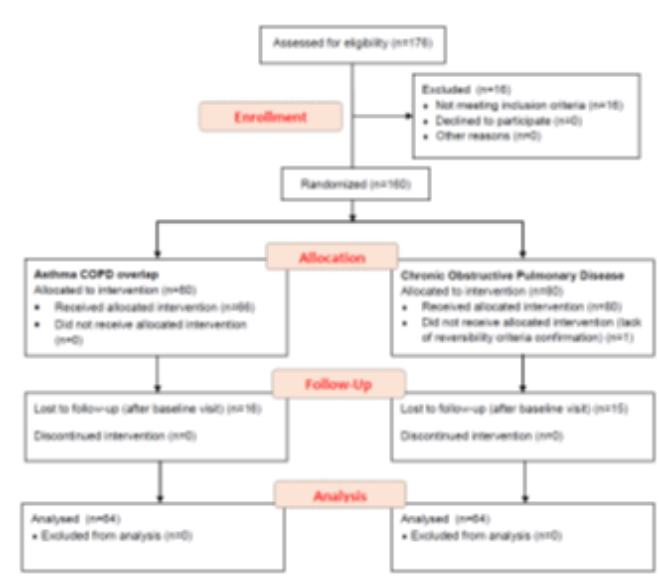 Assessed for eligibility (n=176)
Excluded (n=16)
• Not meeting inclusion criteria (n=16)
• Declined to participate (n=0)
• Other reasons (n=0)
Enrollment
Randomized (n=160)
Allocation
Asthma COPD overlap
Allocated to intervention (n=80)
• Received allocated intervention
• Did not receive allocated intervention
(n=0)
Chronic Obstructive Pulmonary Disease
Allocated to intervention (n=80)
• Received allocated intervention (n=80)
• Did not receive allocated intervention (lack
of reversibility criteria confirmation) (n=1)
Follow-Up
Lost to follow-up (after baseline visit) (n=16)
Discontinued intervention (n=0)
Lost to follow-up (after baseline visit) (n=15)
Discontinued intervention (n=0)
Analysis
Analysed (n=64)
• Excluded from analysis (n=0)
Analysed (n=64)
• Excluded from analysis (n=0)